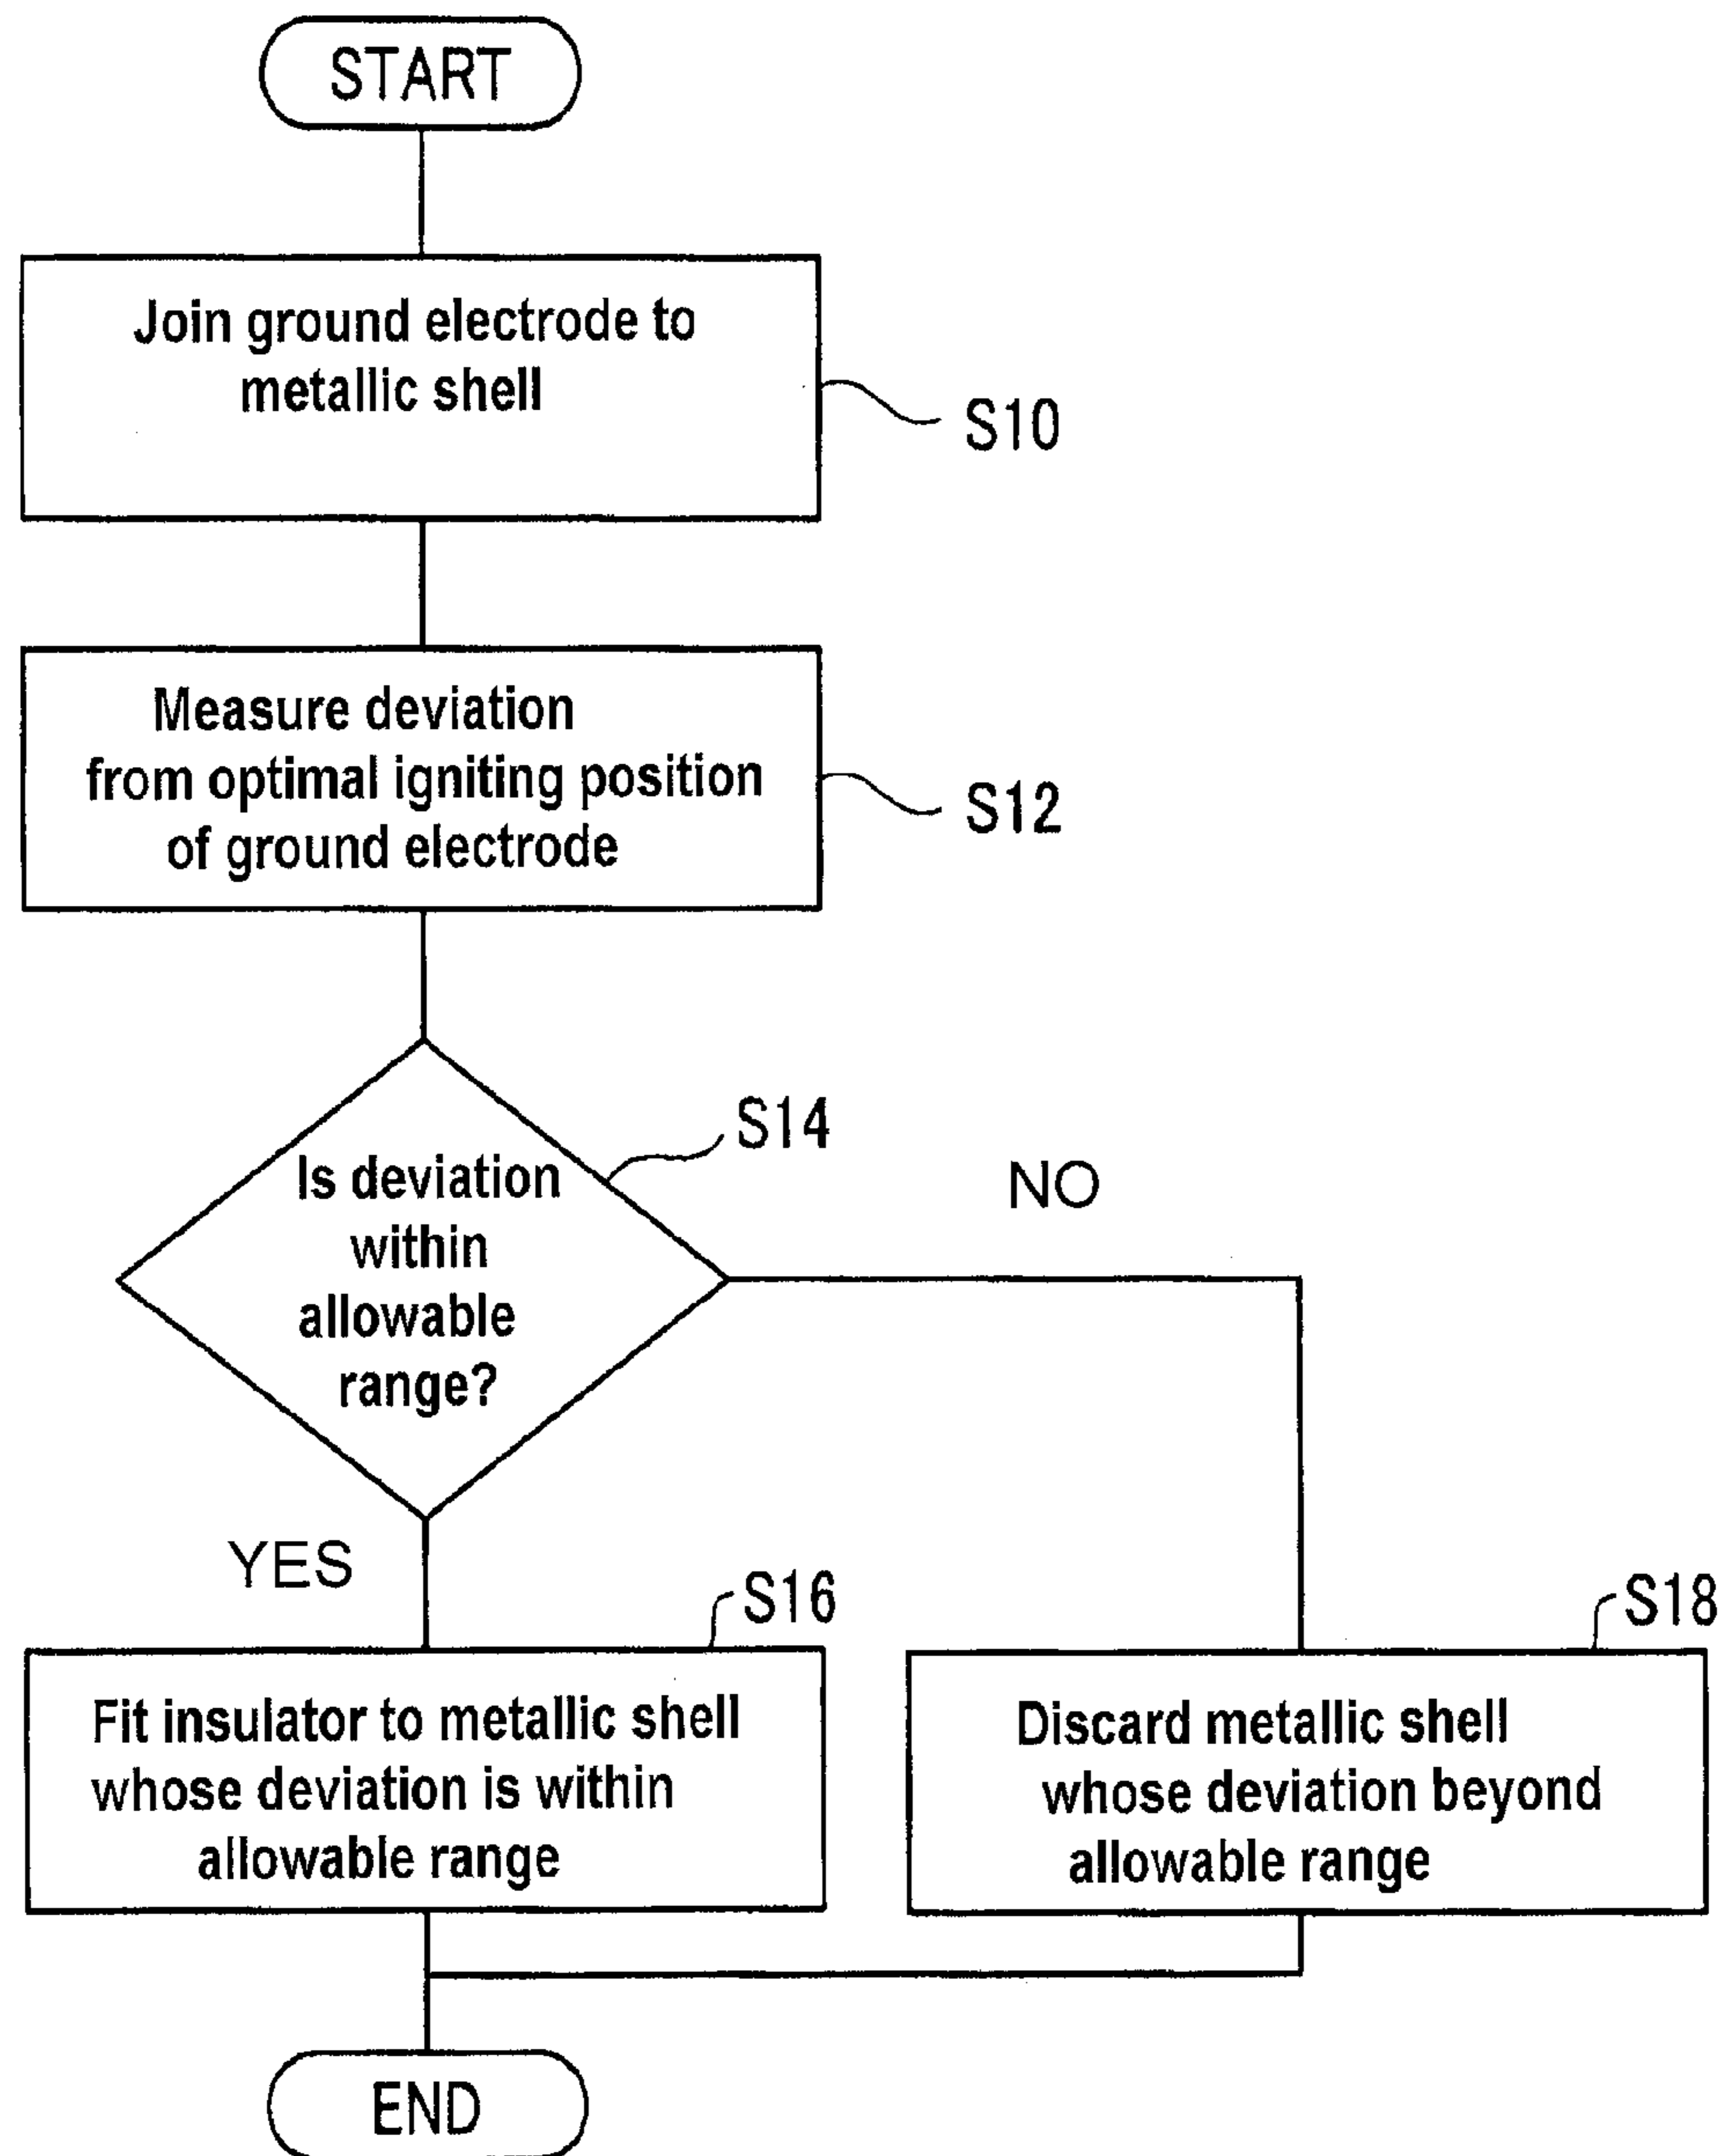 START
Join ground electrode to
metallic shell
S10
Measure deviation
from optimal igniting position
of ground electrode
S12
S14
Is deviation
within
allowable
range?
NO
YES
S16
Fit insulator to metallic shell
whose deviation is within
allowable range
S18
Discard metallic shell
whose deviation beyond
allowable range
END